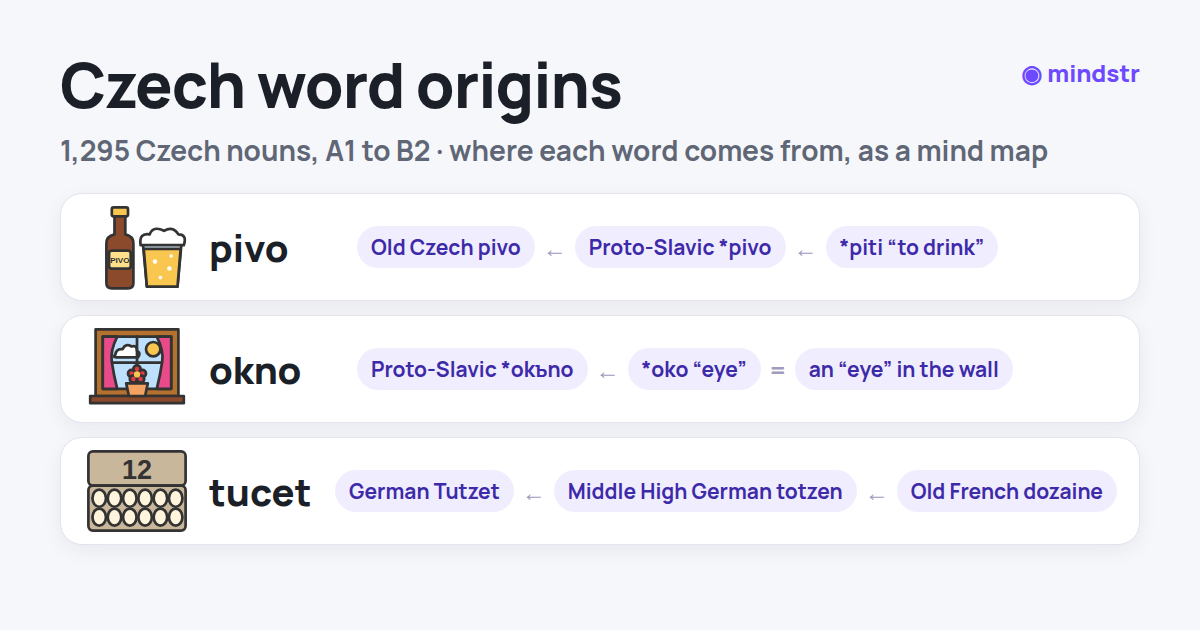 Czech word origins
◉ mindstr
1,295 Czech nouns, A1 to B2 · where each word comes from, as a mind map
PIVO
pivo
Old Czech pivo ← Proto-Slavic *pivo ← *piti “to drink”
okno
Proto-Slavic *okъno ← *oko “eye” = an “eye” in the wall
12
tucet
German Tutzet ← Middle High German totzen ← Old French dozaine